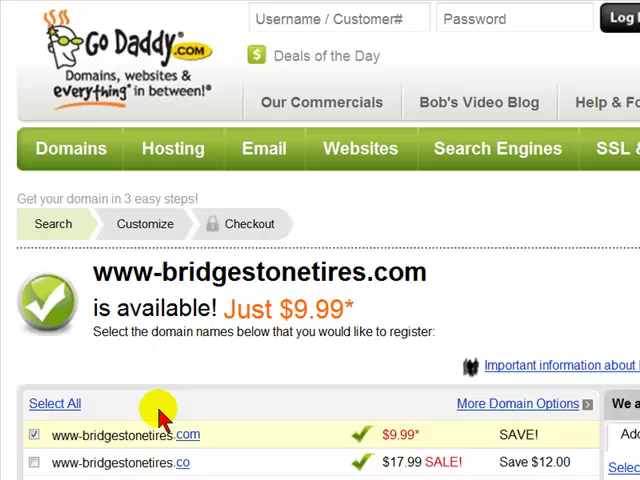 Username / Customer#
Password
Log
Go Daddy.COM
Domains, websites &
everything* in between!®
$ Deals of the Day
Our Commercials
Bob's Video Blog
Help & Fo
Domains
Hosting
Email
Websites
Search Engines
SSL &
Get your domain in 3 easy steps!
Search
Customize
Checkout
www-bridgestonetires.com
is available! Just $9.99*
Select the domain names below that you would like to register:
Important information about
Select All
More Domain Options
We a
www-bridgestonetires.com $9.99* SAVE!
Add
www-bridgestonetires.co $17.99 SALE! Save $12.00
Selec